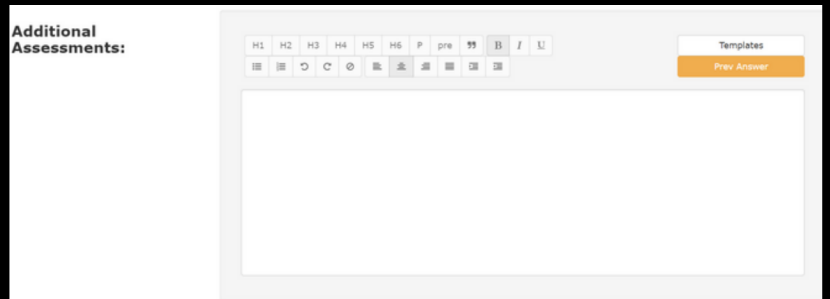 Additional
Assessments:
H1 H2 H3 H4 H5 H6 P pre ” B I U
Templates
Prev Answer